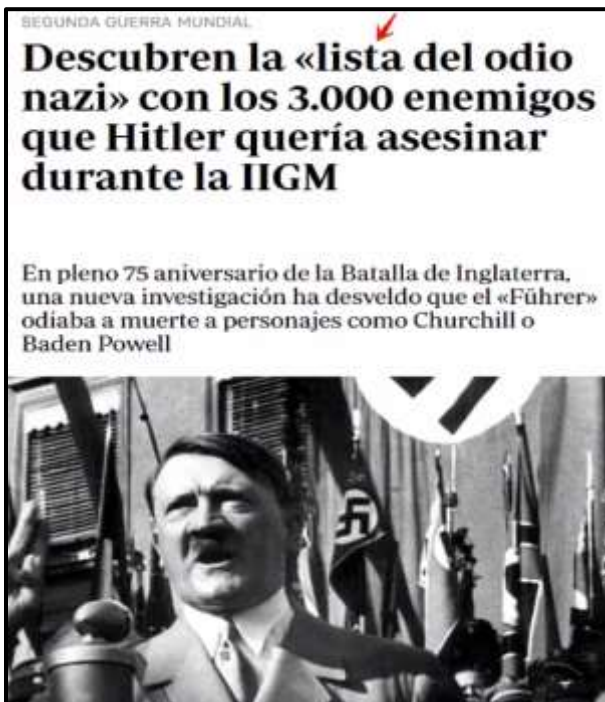 SEGUNDA GUERRA MUNDIAL
Descubren la «lista del odio
nazi» con los 3.000 enemigos
que Hitler quería asesinar
durante la IIGM
En pleno 75 aniversario de la Batalla de Inglaterra,
una nueva investigación ha desveldo que el «Führer»
odiaba a muerte a personajes como Churchill o
Baden Powell